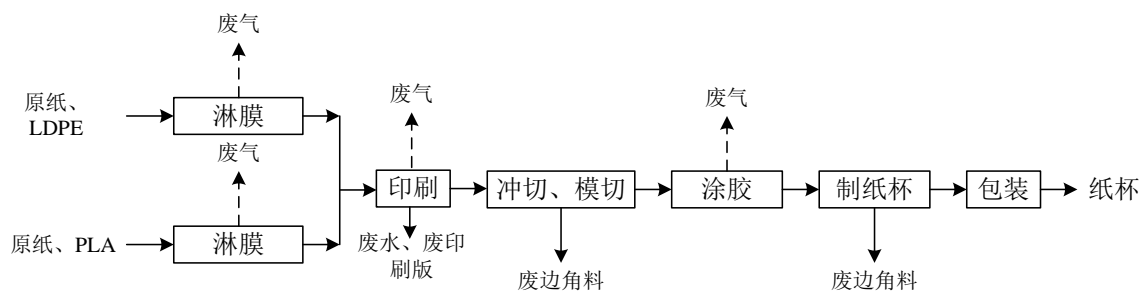 废气
原纸、
LDPE
淋膜
废气
原纸、PLA
淋膜
废气
印刷
废水、废印
刷版
冲切、模切
废边角料
废气
涂胶
制纸杯
废边角料
包装
纸杯